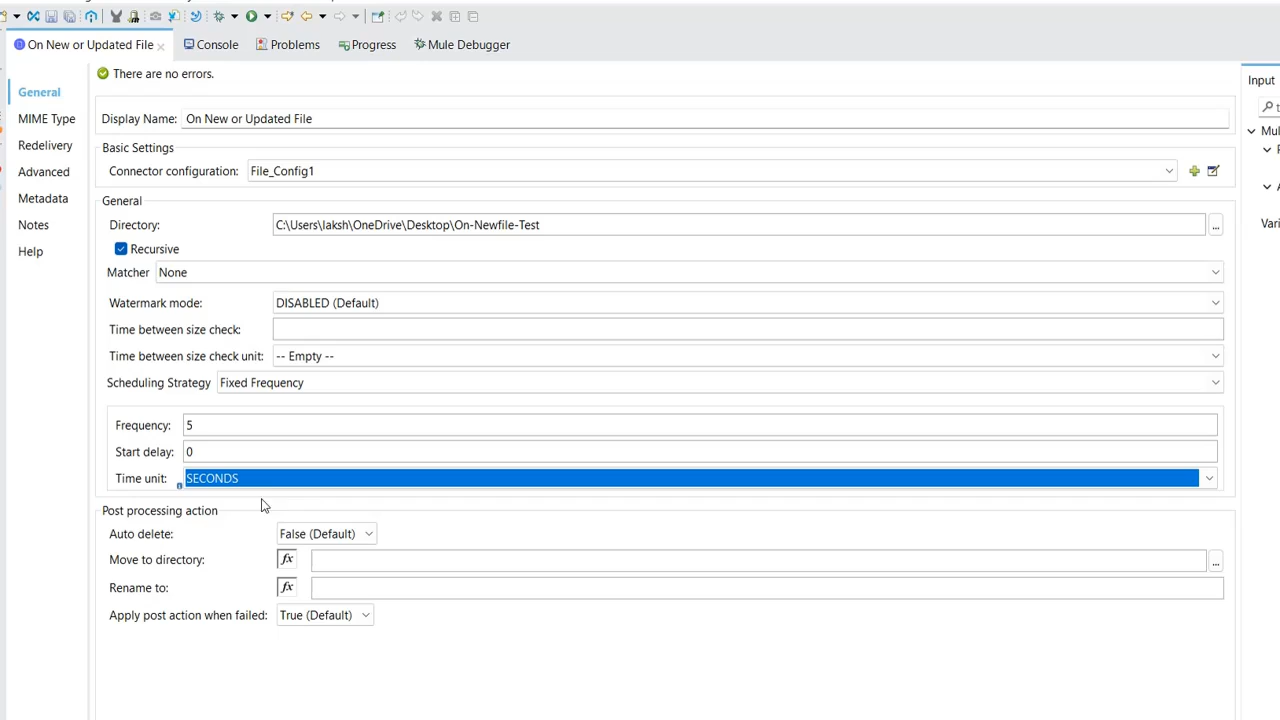 On New or Updated File
Console
Problems
Progress
Mule Debugger
There are no errors.
General
MIME Type
Redelivery
Advanced
Metadata
Notes
Help
Display Name: On New or Updated File
Basic Settings
Connector configuration: File_Config1
General
Directory: C:\Users\laksh\OneDrive\Desktop\On-Newfile-Test
...
Recursive
Matcher None
Watermark mode: DISABLED (Default)
Time between size check:
Time between size check unit: -- Empty --
Scheduling Strategy Fixed Frequency
Frequency: 5
Start delay: 0
Time unit: SECONDS
Post processing action
Auto delete: False (Default)
Move to directory: fx
...
Rename to: fx
Apply post action when failed: True (Default)
Input